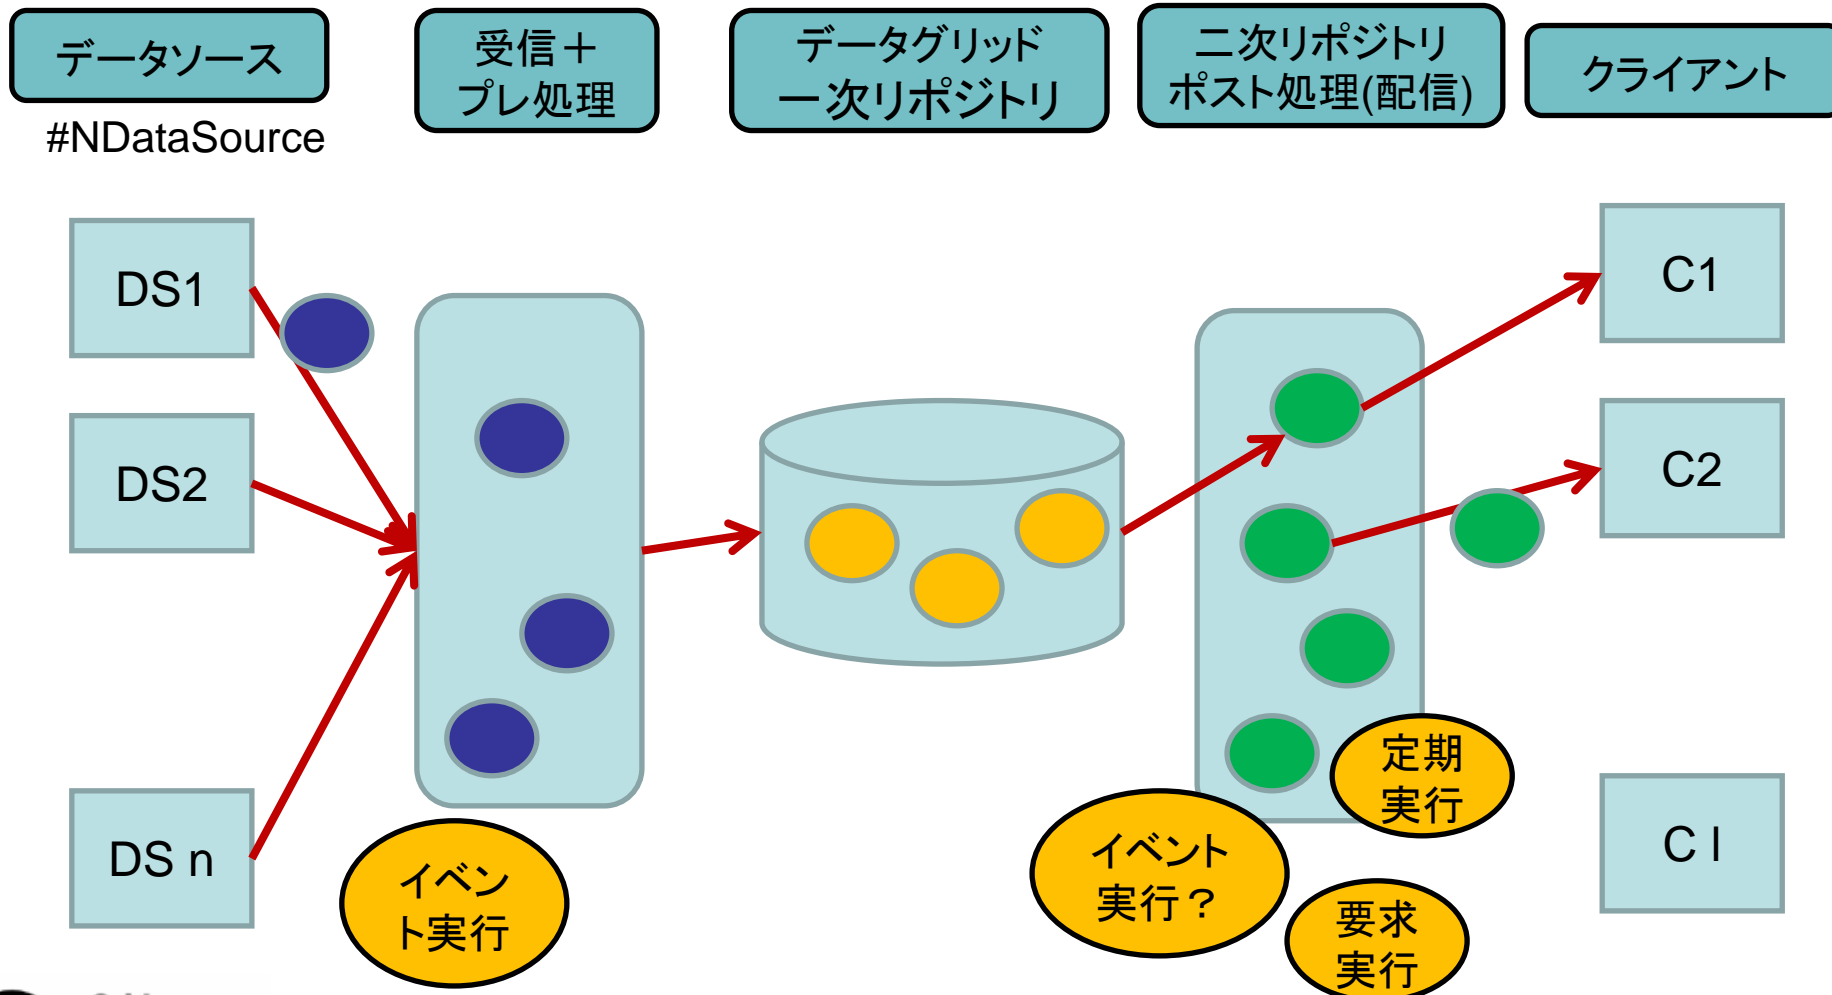 データソース
受信＋
プレ処理
データグリッド
一次リポジトリ
二次リポジトリ
ポスト処理(配信)
クライアント
#NDataSource
DS1
C1
DS2
C2
定期
実行
DS n
イベン
ト実行
イベント
実行？
要求
実行
C l